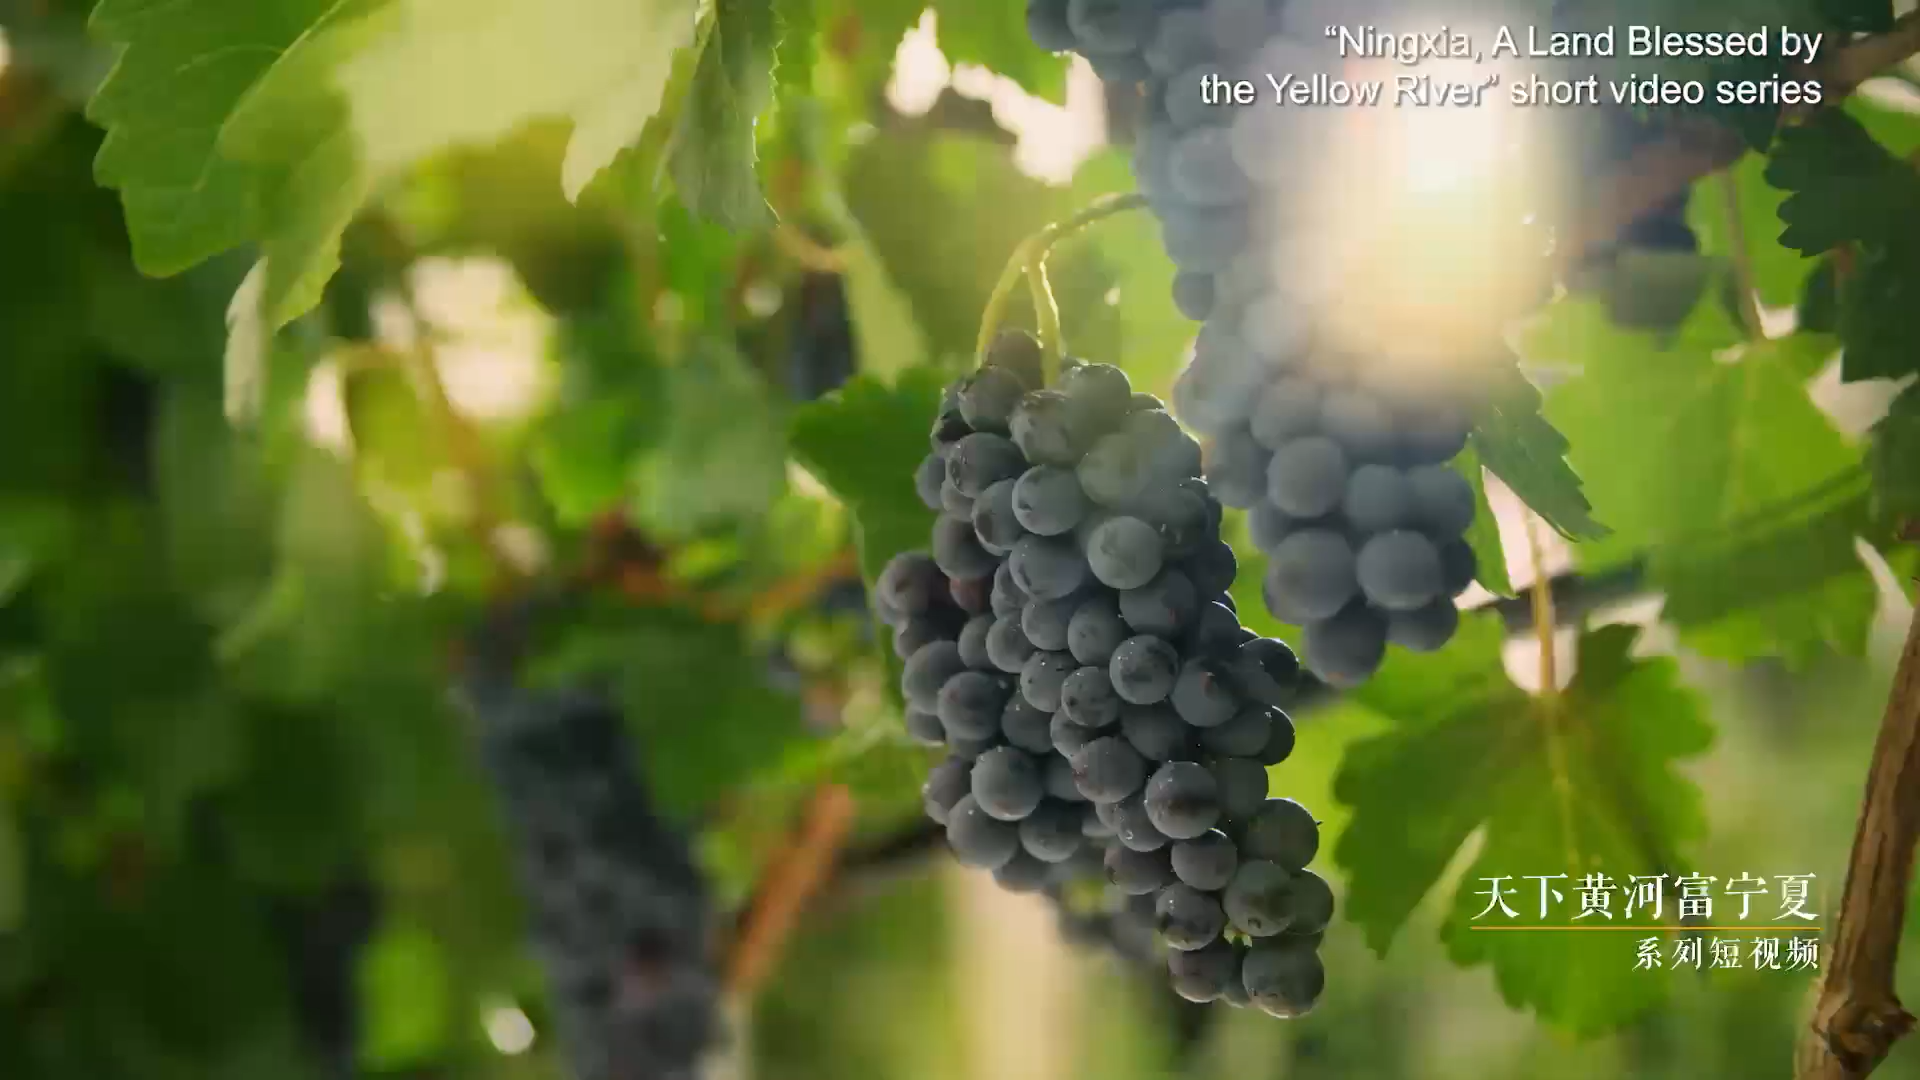 “Ningxia, A Land Blessed by
the Yellow River” short video series
天下黄河富宁夏
系列短视频